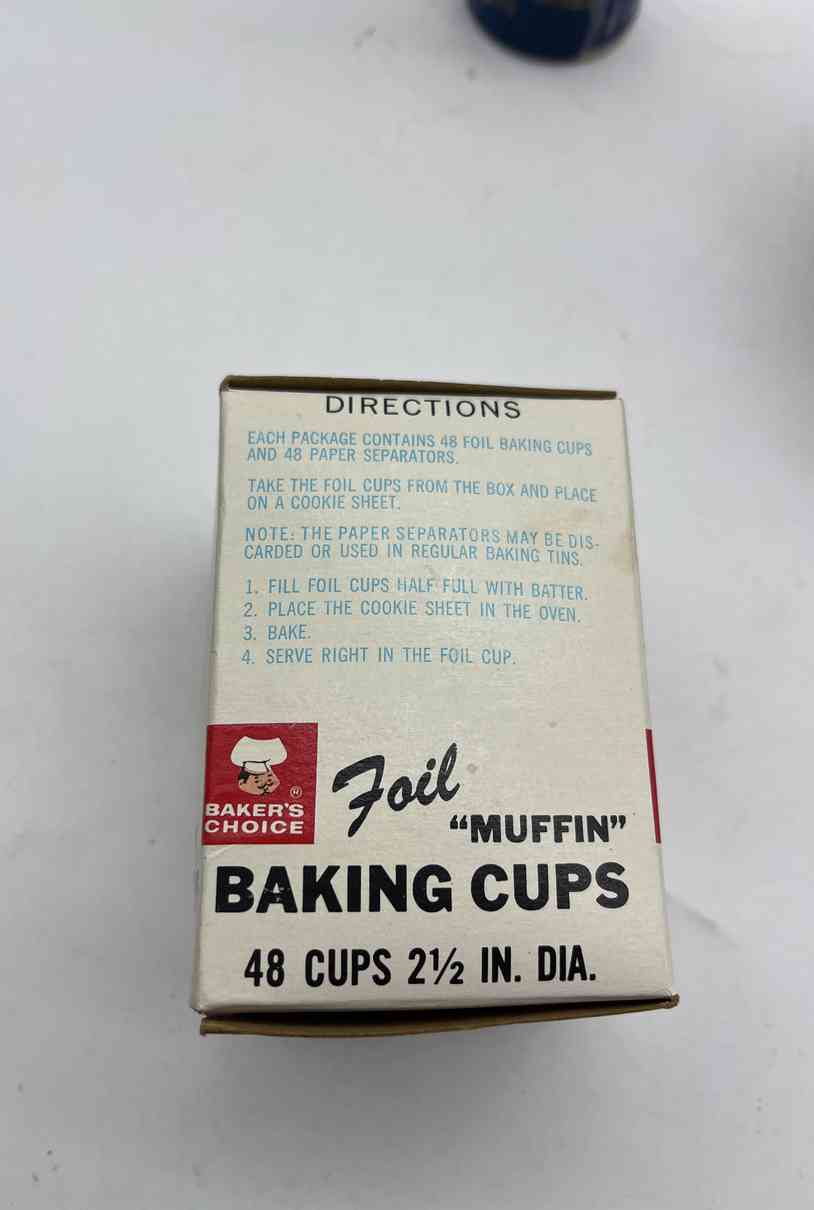 DIRECTIONS
EACH PACKAGE CONTAINS 48 FOIL BAKING CUPS
AND 48 PAPER SEPARATORS.
TAKE THE FOIL CUPS FROM THE BOX AND PLACE
ON A COOKIE SHEET.
NOTE: THE PAPER SEPARATORS MAY BE DIS-
CARDED OR USED IN REGULAR BAKING TINS.
1. FILL FOIL CUPS HALF FULL WITH BATTER.
2. PLACE THE COOKIE SHEET IN THE OVEN.
3. BAKE.
4. SERVE RIGHT IN THE FOIL CUP.
®
BAKER'S
CHOICE
Foil
"MUFFIN"
BAKING CUPS
48 CUPS 2½ IN. DIA.